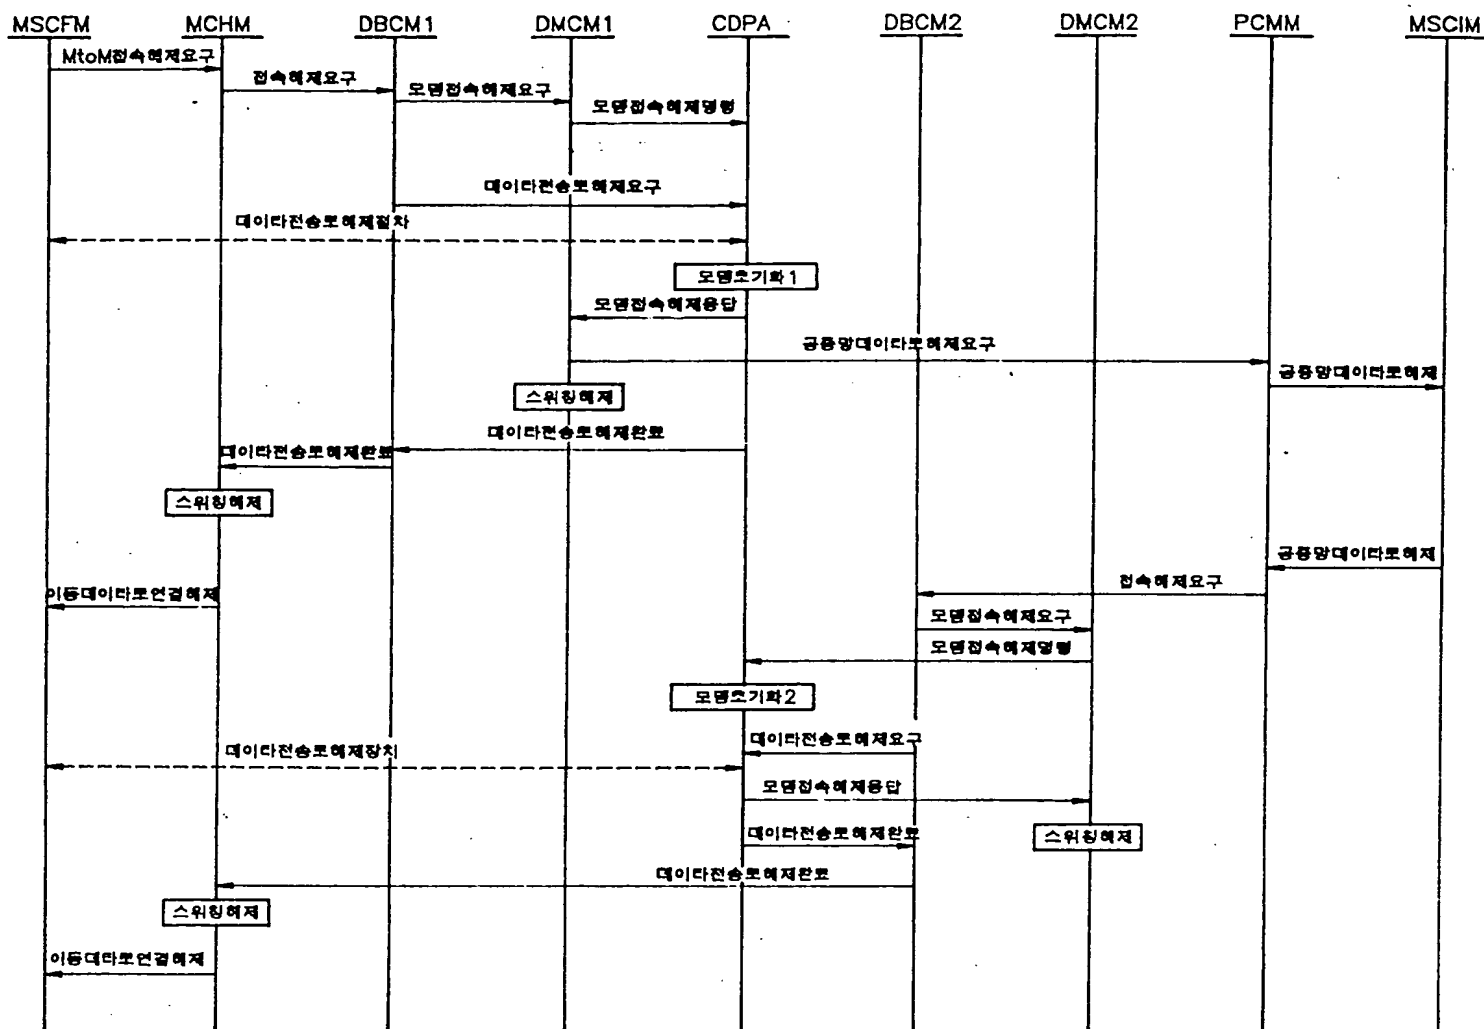 MSCFM MCHM DBCM1 DMCM1 CDPA DBCM2 DMCM2 PCMM MSCIM
MtoM접속해제요구
접속해제요구
모뎀접속해제요구
모뎀접속해제명령
데이타전송로해제요구
데이타전송로해제절차
모뎀초기화1
모뎀접속해제응답
공중망데이타로해제요구
공중망데이타로해제
스위칭해제
데이타전송로해제완료
데이타전송로해제완료
스위칭해제
공중망데이타로해제
접속해제요구
이동데이타로연결해제
모뎀접속해제요구
모뎀접속해제명령
모뎀초기화2
데이타전송로해제요구
데이타전송로해제장치
모뎀접속해제응답
데이타전송로해제완료
스위칭해제
데이타전송로해제완료
스위칭해제
이동데타로연결해제